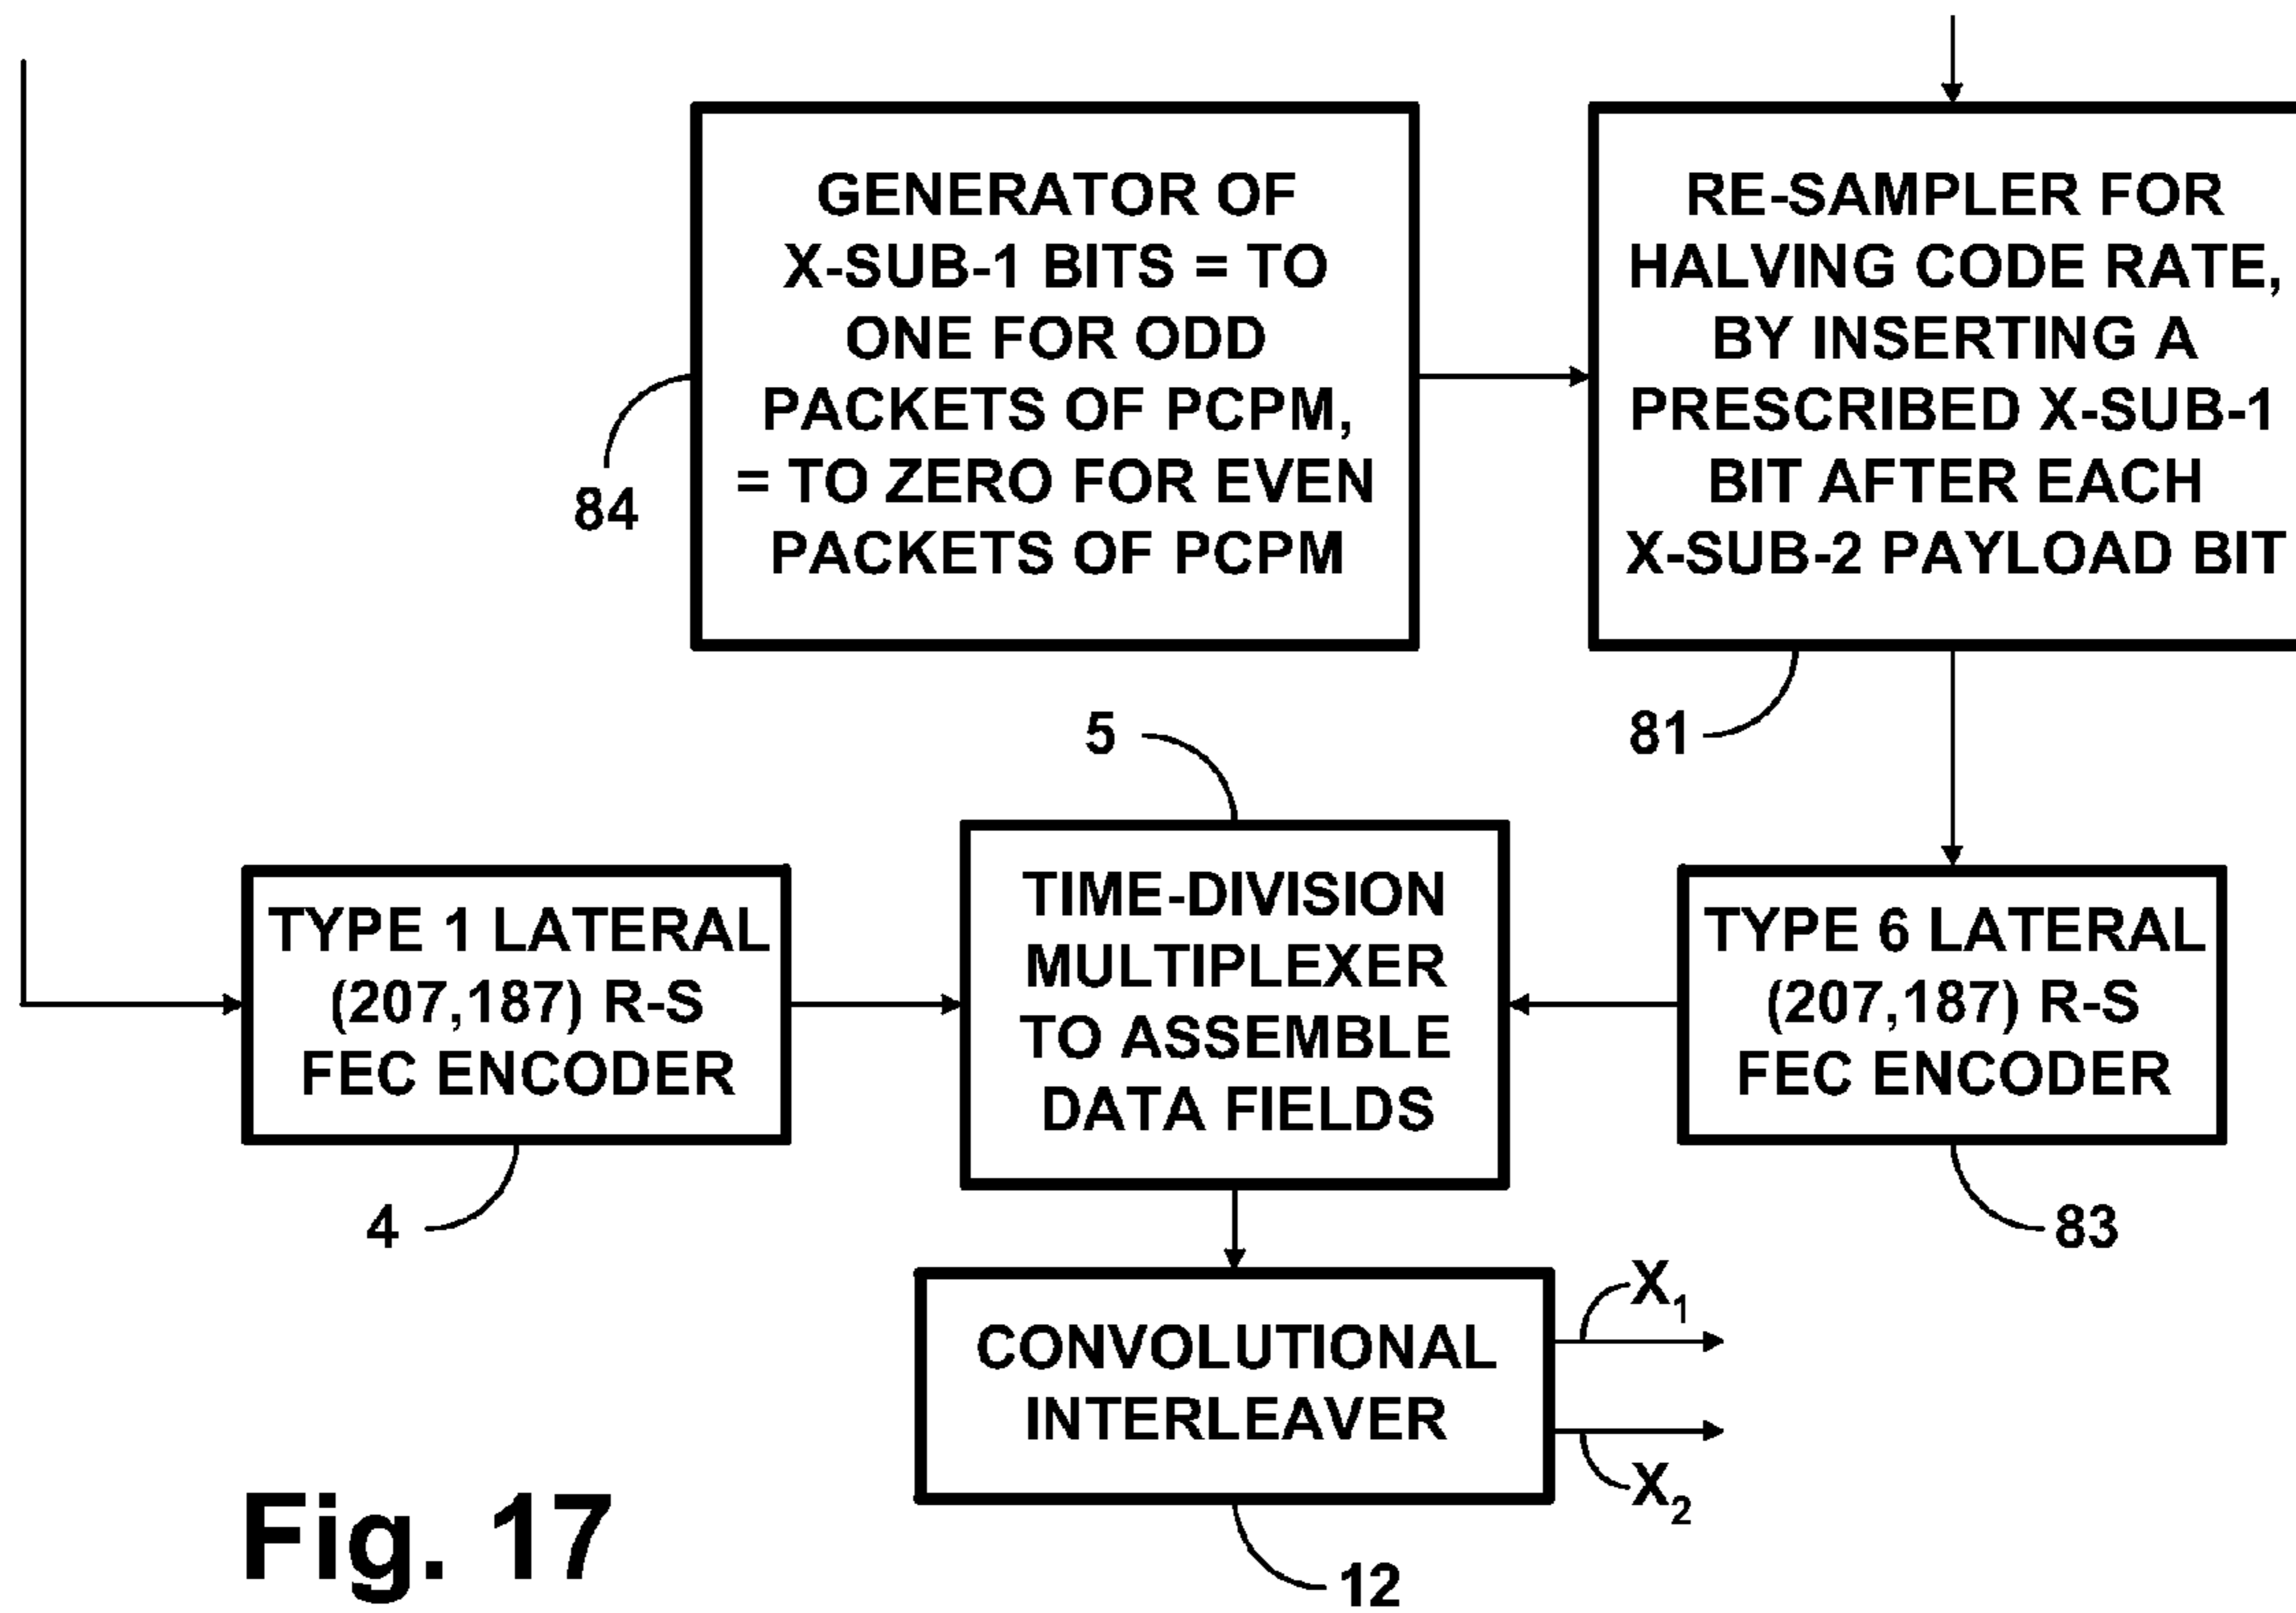 GENERATOR OF
X-SUB-1 BITS = TO
ONE FOR ODD
PACKETS OF PCPM,
= TO ZERO FOR EVEN
PACKETS OF PCPM
84
RE-SAMPLER FOR
HALVING CODE RATE,
BY INSERTING A
PRESCRIBED X-SUB-1
BIT AFTER EACH
X-SUB-2 PAYLOAD BIT
81
5
TYPE 1 LATERAL
(207,187) R-S
FEC ENCODER
4
TIME-DIVISION
MULTIPLEXER
TO ASSEMBLE
DATA FIELDS
TYPE 6 LATERAL
(207,187) R-S
FEC ENCODER
83
CONVOLUTIONAL
INTERLEAVER
X₁
X₂
12
Fig. 17